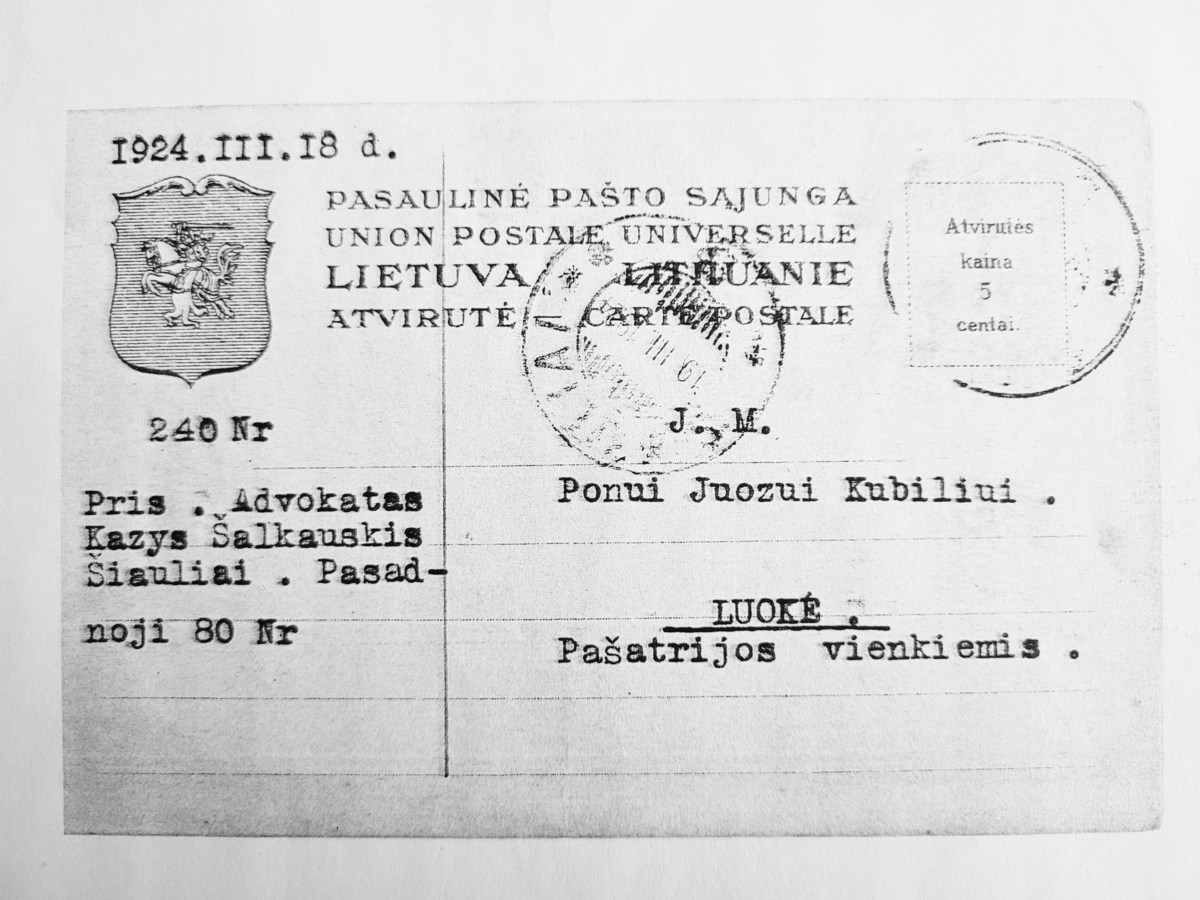 1924.III.18 d.
PASAULINĖ PAŠTO SĄJUNGA
UNION POSTALE UNIVERSELLE
LIETUVA * LITHUANIE
ATVIRUTĖ CARTE POSTALE
Atvirutės
kaina
5
centai.
240 Nr
Pris . Advokatas
Kazys Šalkauskis
Šiauliai . Pasad-
noji 80 Nr
J. M.
Ponui Juozui Kubiliui .
LUOKĖ .
Pašatrijos vienkiemis .